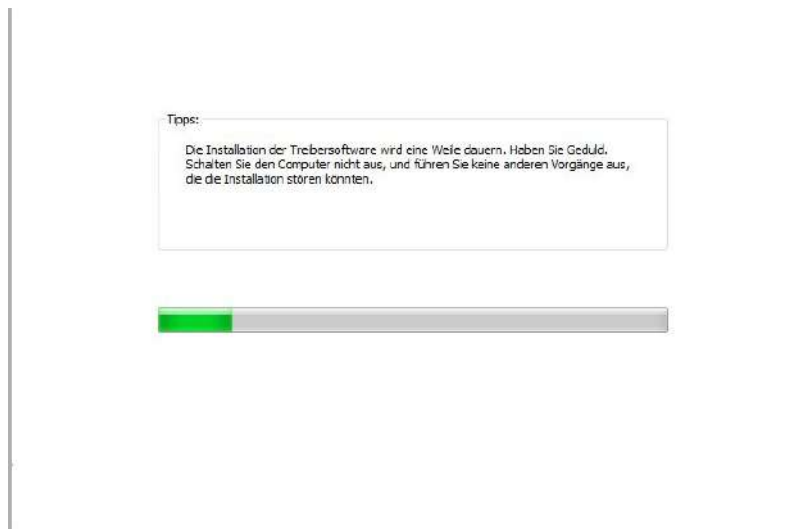 Tipps:
Die Installation der Treibersoftware wird eine Weile dauern. Haben Sie Geduld.
Schalten Sie den Computer nicht aus, und führen Sie keine anderen Vorgänge aus,
die die Installation stören könnten.